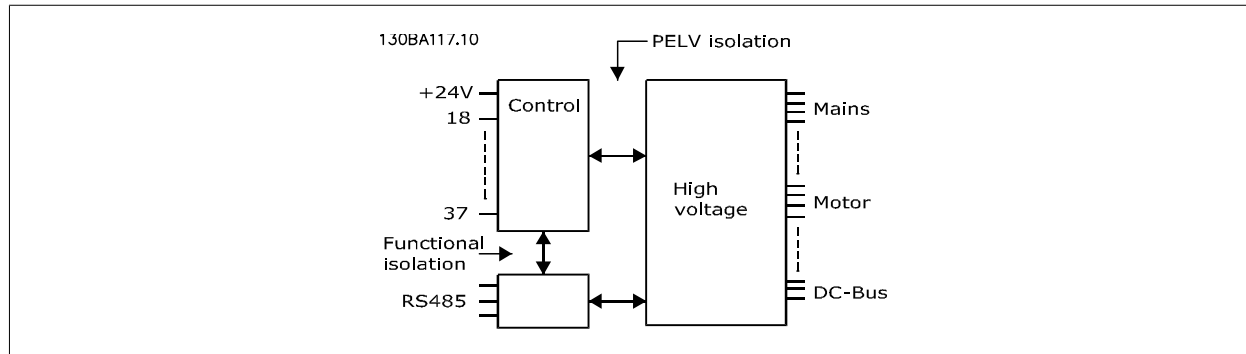 130BA117.10
PELV isolation
+24V
Control
18
Mains
High
voltage
37
Motor
Functional
isolation
RS485
DC-Bus